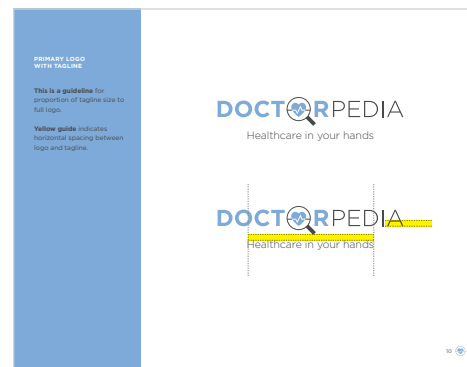 PRIMARY LOGO
WITH TAGLINE
This is a guideline for
proportion of tagline size to
full logo.
Yellow guide indicates
horizontal spacing between
logo and tagline.
DOCTORPEDIA
Healthcare in your hands
DOCTORPEDIA
Healthcare in your hands
10